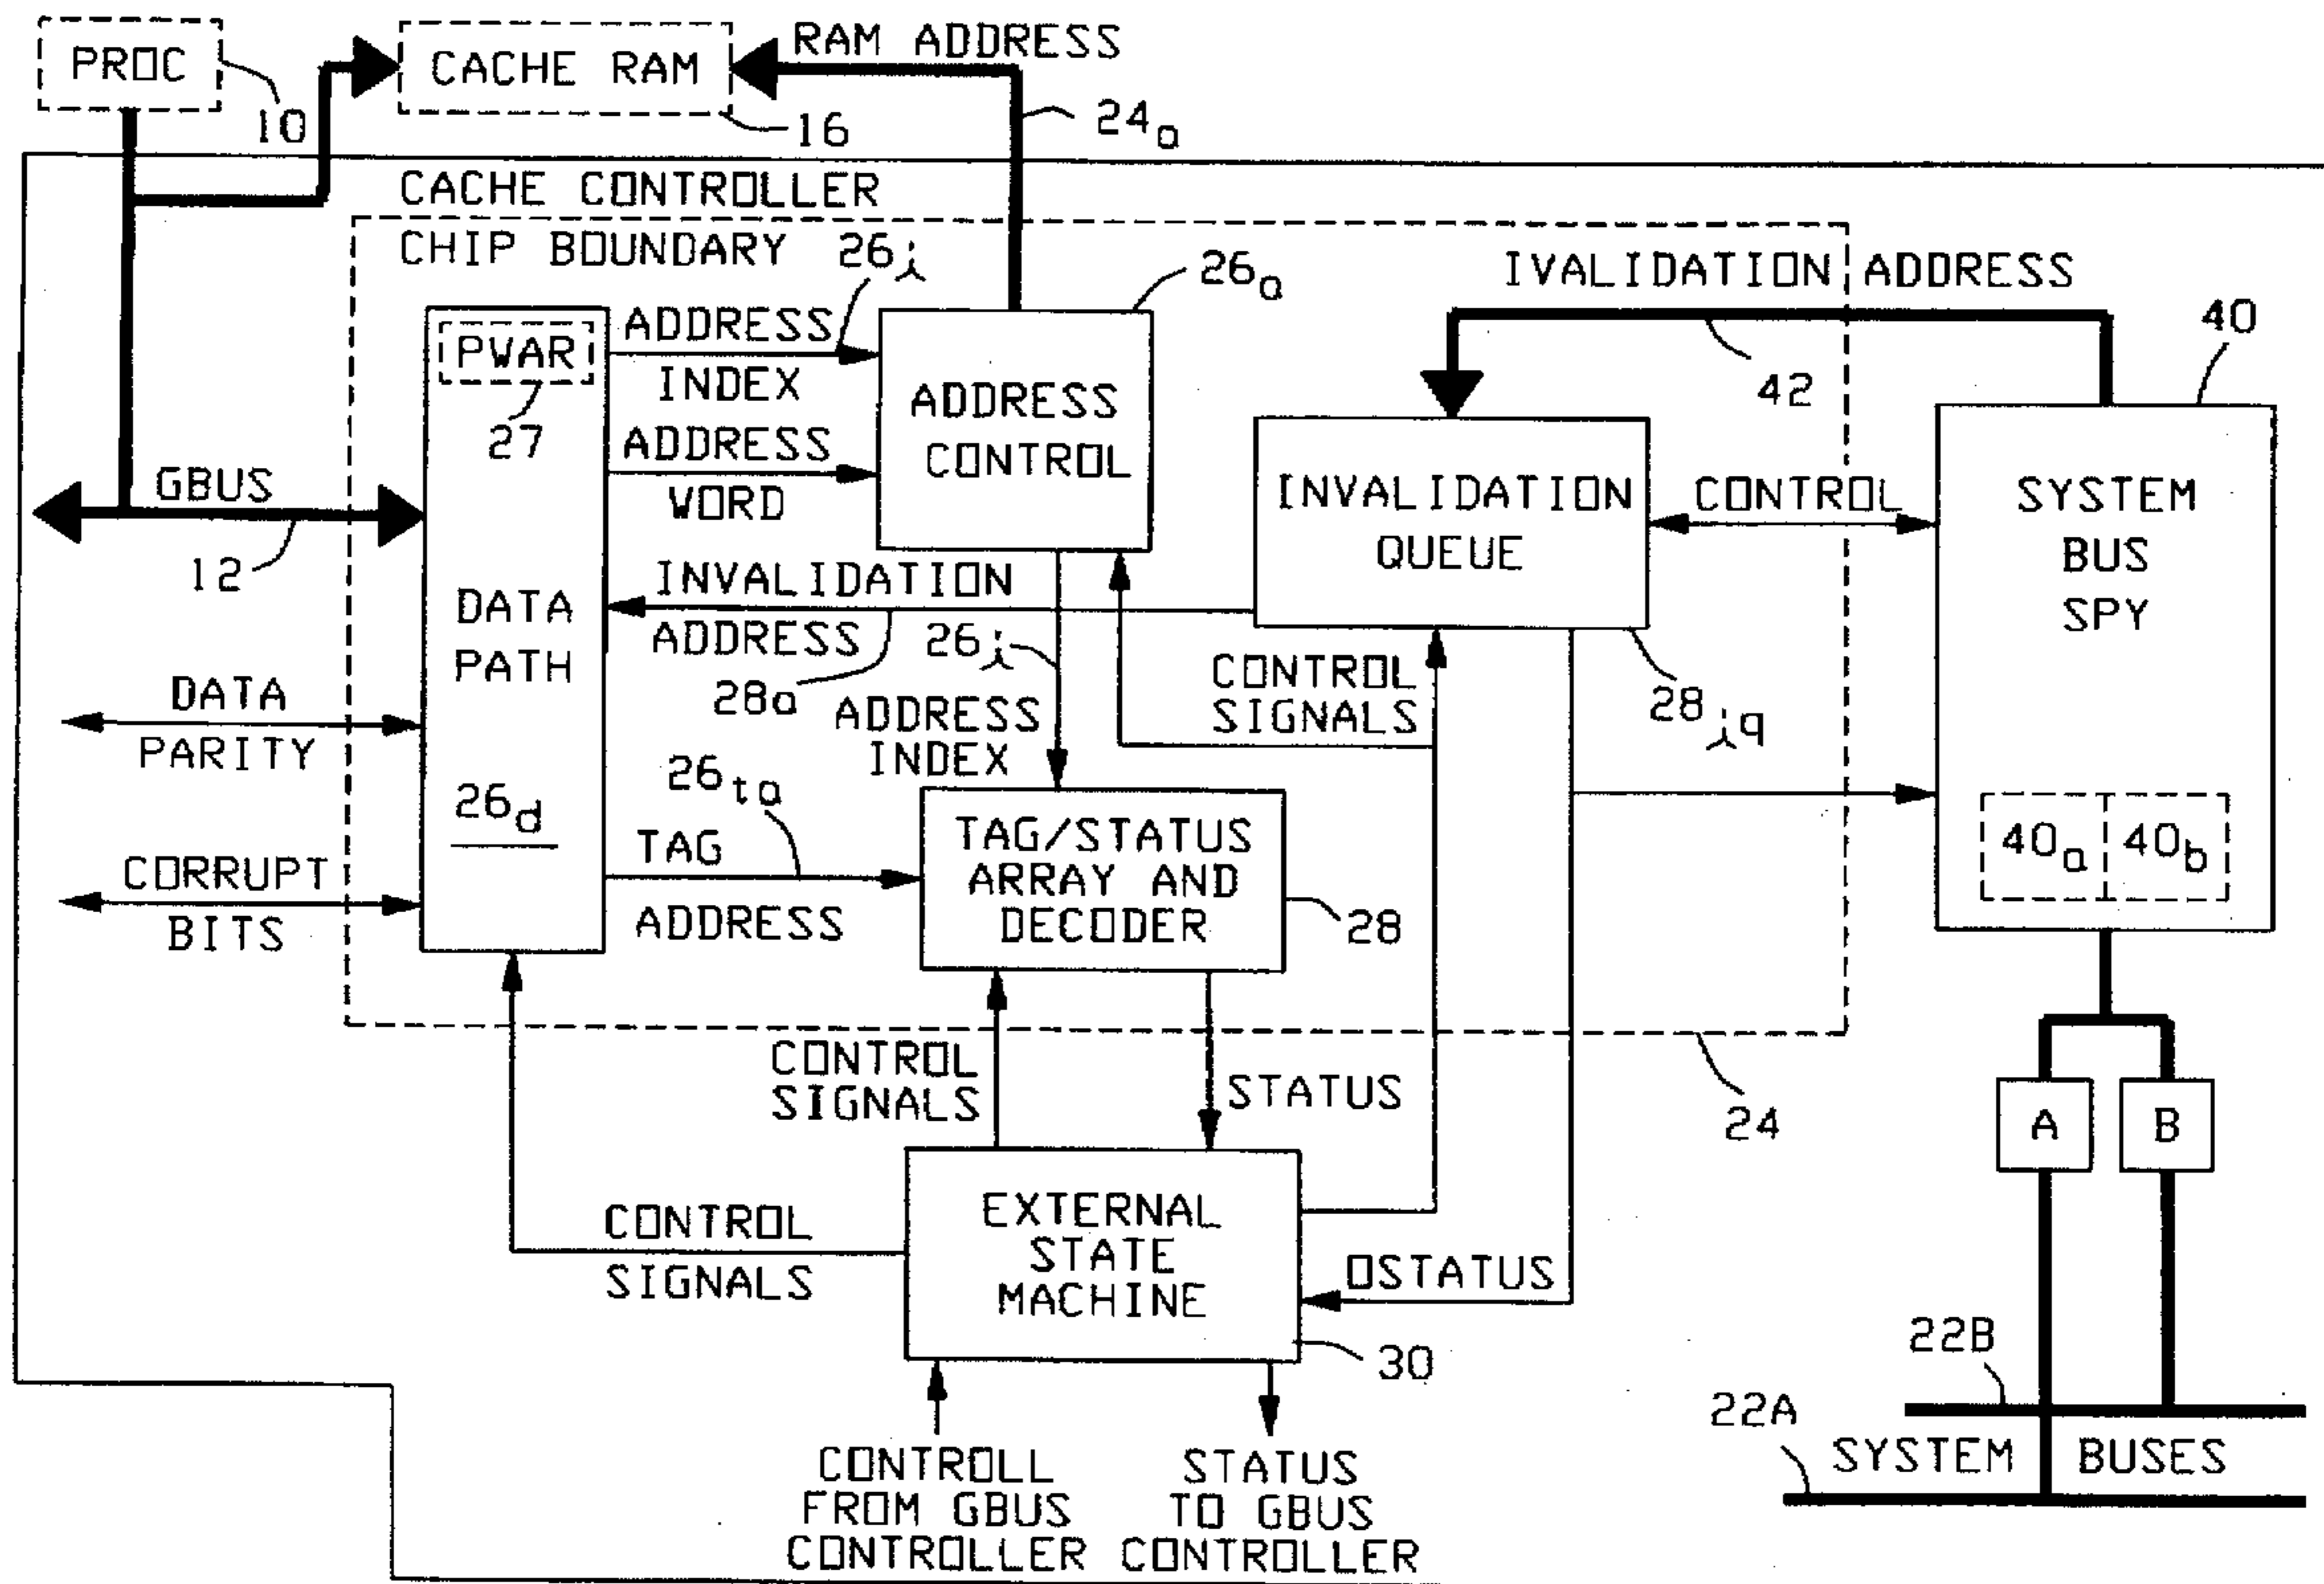 PROC
10
CACHE RAM
16
RAM ADDRESS
24a
CACHE CONTROLLER
CHIP BOUNDARY
26i
26a
IVALIDATION ADDRESS
42
40
PWAR
27
ADDRESS
INDEX
ADDRESS
WORD
ADDRESS
CONTROL
GBUS
12
INVALIDATION
QUEUE
CONTROL
SYSTEM
BUS
SPY
DATA
PATH
26d
INVALIDATION
ADDRESS
28a
26i
ADDRESS
INDEX
CONTROL
SIGNALS
28iq
DATA
PARITY
26ta
TAG
ADDRESS
TAG/STATUS
ARRAY AND
DECODER
28
40a
40b
CORRUPT
BITS
CONTROL
SIGNALS
STATUS
24
A
B
CONTROL
SIGNALS
EXTERNAL
STATE
MACHINE
30
OSTATUS
22B
22A
SYSTEM BUSES
CONTROLL
FROM GBUS
CONTROLLER
STATUS
TO GBUS
CONTROLLER